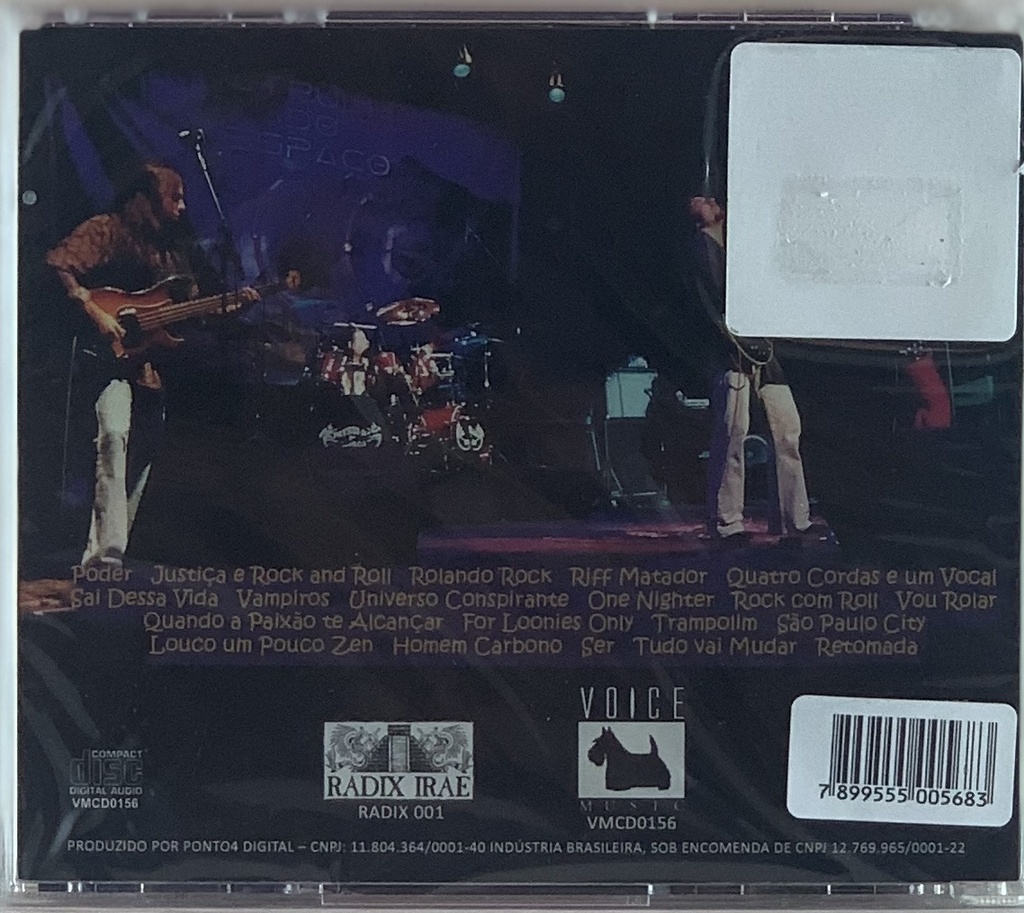 ESPAÇO
Poder Justiça e Rock and Roll Rolando Rock Riff Matador Quatro Cordas e um Vocal
Sai Dessa Vida Vampiros Universo Conspirante One Nighter Rock com Roll Vou Rolar
Quando a Paixão te Alcançar For Loonies Only Trampolim São Paulo City
Louco um Pouco Zen Homem Carbono Ser Tudo vai Mudar Retomada
COMPACT
disc
DIGITAL AUDIO
VMCD0156
RADIX IRAE
RADIX 001
VOICE
MUSIC
VMCD0156
7 899555 005683
PRODUZIDO POR PONTO4 DIGITAL – CNPJ: 11.804.364/0001-40 INDÚSTRIA BRASILEIRA, SOB ENCOMENDA DE CNPJ 12.769.965/0001-22